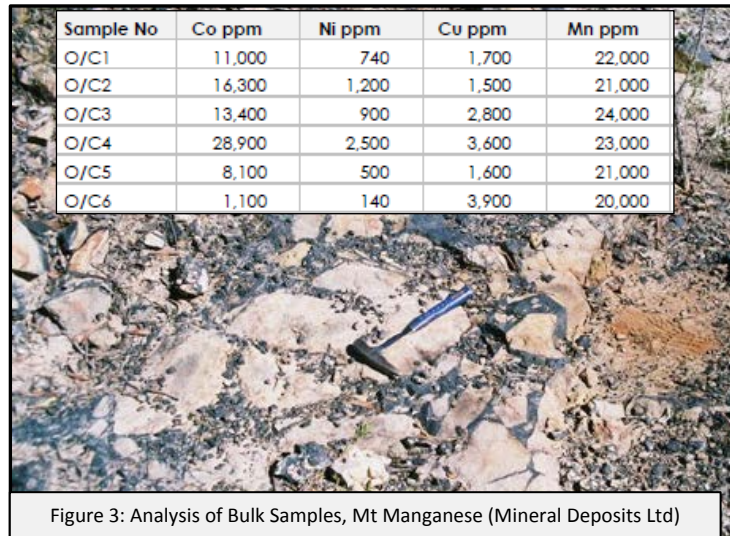 Sample No Co ppm Ni ppm Cu ppm Mn ppm
O/C1 11,000 740 1,700 22,000
O/C2 16,300 1,200 1,500 21,000
O/C3 13,400 900 2,800 24,000
O/C4 28,900 2,500 3,600 23,000
O/C5 8,100 500 1,600 21,000
O/C6 1,100 140 3,900 20,000
Figure 3: Analysis of Bulk Samples, Mt Manganese (Mineral Deposits Ltd)